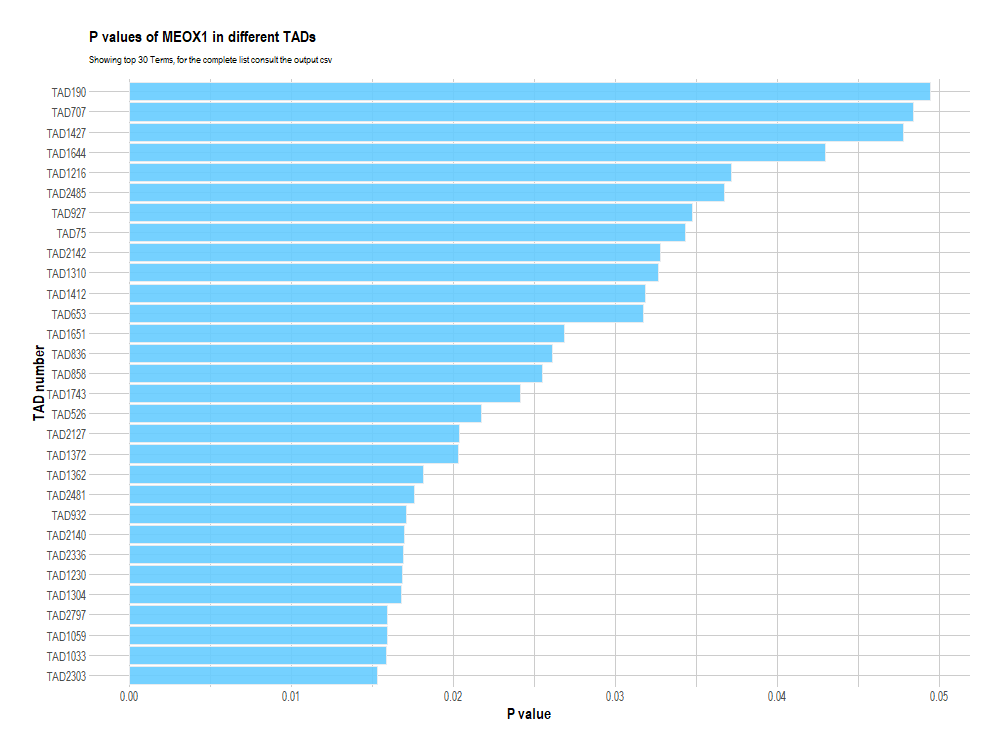 P values of MEOX1 in different TADs
Showing top 30 Terms, for the complete list consult the output csv
TAD190
TAD707
TAD1427
TAD1644
TAD1216
TAD2485
TAD927
TAD75
TAD2142
TAD1310
TAD1412
TAD653
TAD1651
TAD836
TAD858
TAD1743
TAD526
TAD2127
TAD1372
TAD1362
TAD2481
TAD932
TAD2140
TAD2336
TAD1230
TAD1304
TAD2797
TAD1059
TAD1033
TAD2303
TAD number
0.00 0.01 0.02 0.03 0.04 0.05
P value